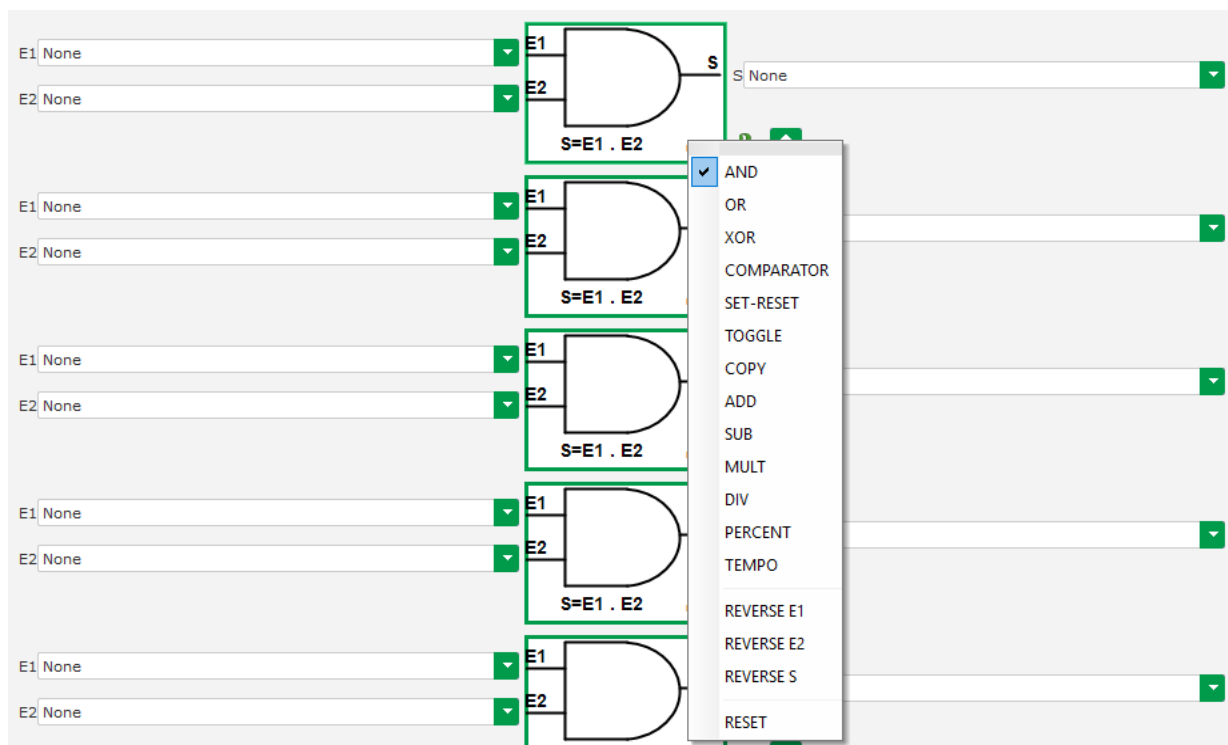 E1 None
E2 None
E1
E2
S
S=E1 . E2
S None
AND
OR
XOR
COMPARATOR
SET-RESET
TOGGLE
COPY
ADD
SUB
MULT
DIV
PERCENT
TEMPO
REVERSE E1
REVERSE E2
REVERSE S
RESET
E1 None
E2 None
E1
E2
S=E1 . E2
E1 None
E2 None
E1
E2
S=E1 . E2
E1 None
E2 None
E1
E2
S=E1 . E2
E1 None
E2 None
E1
E2